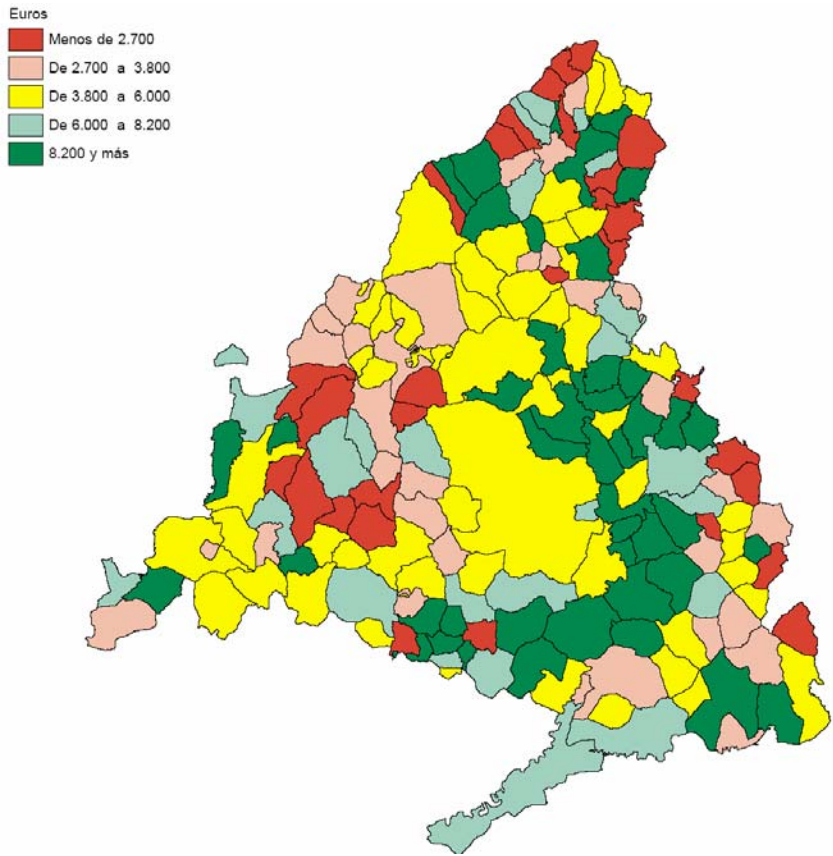 Euros
Menos de 2.700
De 2.700 a 3.800
De 3.800 a 6.000
De 6.000 a 8.200
8.200 y más